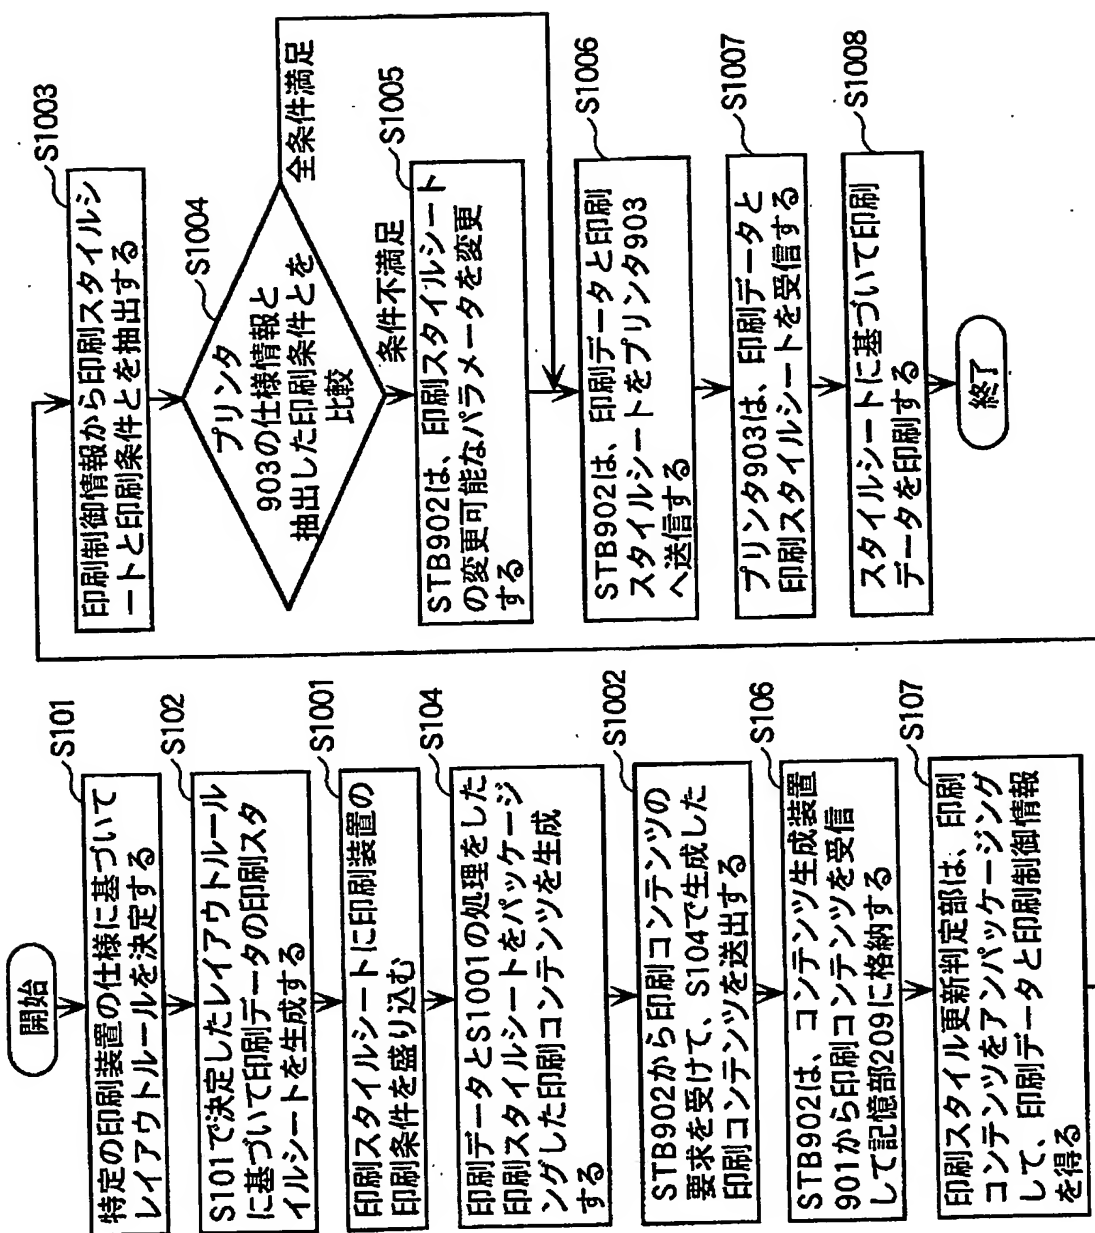 開始
S101
特定の印刷装置の仕様に基づいて
レイアウトルールを決定する
S102
S101で決定したレイアウトルール
に基づいて印刷データの印刷スタ
イルシートを生成する
S1001
印刷スタイルシートに印刷装置の
印刷条件を盛り込む
S104
印刷データとS1001の処理をした
印刷スタイルシートをパッケージ
ングした印刷コンテンツを生成
する
S1002
STB902から印刷コンテンツの
要求を受けて、S104で生成した
印刷コンテンツを送出する
S106
STB902は、コンテンツ生成装置
901から印刷コンテンツを受信
して記憶部209に格納する
S107
印刷スタイル更新判定部は、印刷
コンテンツをアンパッケージング
して、印刷データと印刷制御情報
を得る
S1003
印刷制御情報から印刷スタイルシ
ートと印刷条件とを抽出する
S1004
プリンタ
903の仕様情報と
抽出した印刷条件とを
比較
全条件満足
条件不満足
S1005
STB902は、印刷スタイルシート
の変更可能なパラメータを変更
する
S1006
STB902は、印刷データと印刷
スタイルシートをプリンタ903
へ送信する
S1007
プリンタ903は、印刷データと
印刷スタイルシートを受信する
S1008
スタイルシートに基づいて印刷
データを印刷する
終了